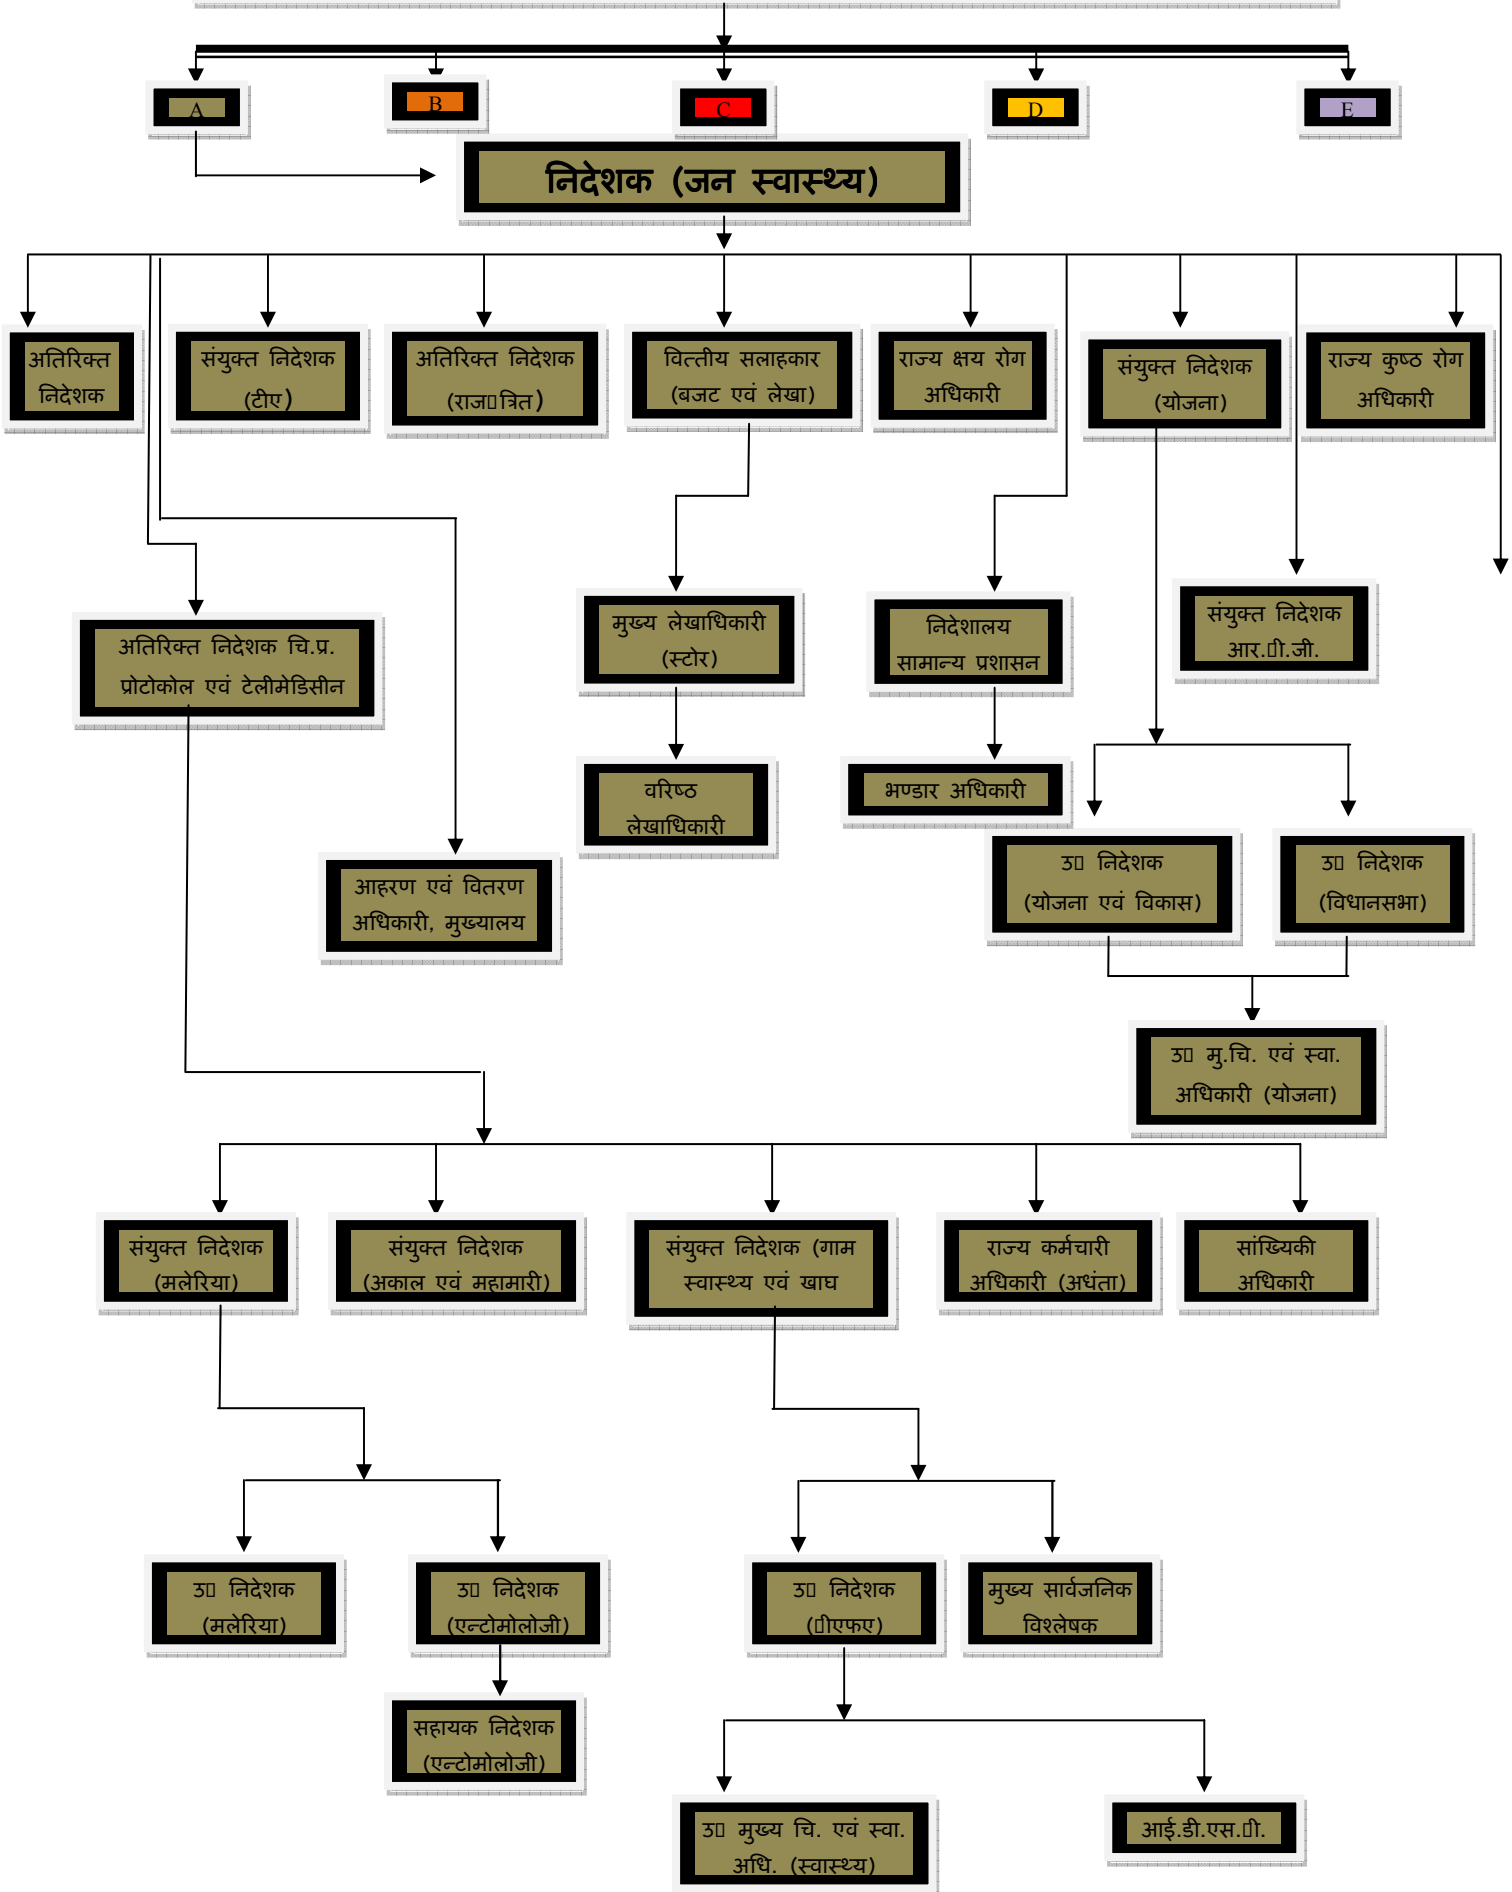 A
B
C
D
E
निदेशक (जन स्वास्थ्य)
अतिरिक्त
निदेशक
संयुक्त निदेशक
(टीए)
अतिरिक्त निदेशक
(राज▯त्रित)
वित्तीय सलाहकार
(बजट एवं लेखा)
राज्य क्षय रोग
अधिकारी
संयुक्त निदेशक
(योजना)
राज्य कुष्ठ रोग
अधिकारी
अतिरिक्त निदेशक चि.प्र.
प्रोटोकोल एवं टेलीमेडिसीन
मुख्य लेखाधिकारी
(स्टोर)
निदेशालय
सामान्य प्रशासन
संयुक्त निदेशक
आर.▯ी.जी.
वरिष्ठ
लेखाधिकारी
भण्डार अधिकारी
आहरण एवं वितरण
अधिकारी, मुख्यालय
उ▯ निदेशक
(योजना एवं विकास)
उ▯ निदेशक
(विधानसभा)
उ▯ मु.चि. एवं स्वा.
अधिकारी (योजना)
संयुक्त निदेशक
(मलेरिया)
संयुक्त निदेशक
(अकाल एवं महामारी)
संयुक्त निदेशक (गाम
स्वास्थ्य एवं खाघ
राज्य कर्मचारी
अधिकारी (अधंता)
सांख्यिकी
अधिकारी
उ▯ निदेशक
(मलेरिया)
उ▯ निदेशक
(एन्टोमोलोजी)
उ▯ निदेशक
(▯ीएफए)
मुख्य सार्वजनिक
विश्लेषक
सहायक निदेशक
(एन्टोमोलोजी)
उ▯ मुख्य चि. एवं स्वा.
अधि. (स्वास्थ्य)
आई.डी.एस.▯ी.